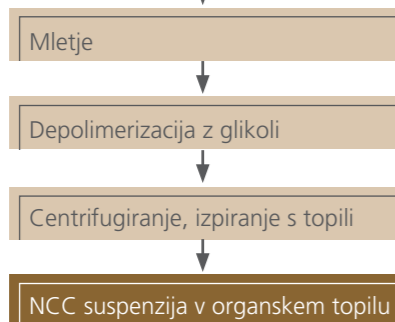 Mletje
Depolimerizacija z glikoli
Centrifugiranje, izpiranje s topili
NCC suspenzija v organskem topilu